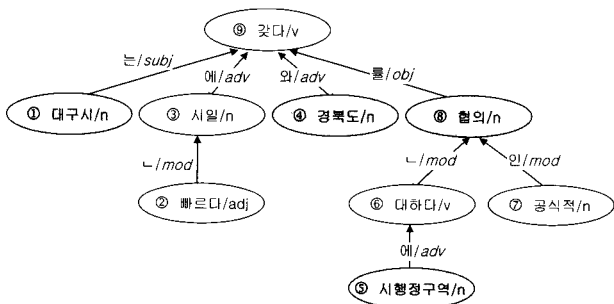 ⑨ 갖다/v
는/subj
에/adv
와/adv
를/obj
① 대구시/n
③ 시일/n
④ 경북도/n
⑧ 협의/n
ㄴ/mod
ㄴ/mod
인/mod
② 빠르다/adj
⑥ 대하다/v
⑦ 공식적/n
에/adv
⑤ 시행정구역/n